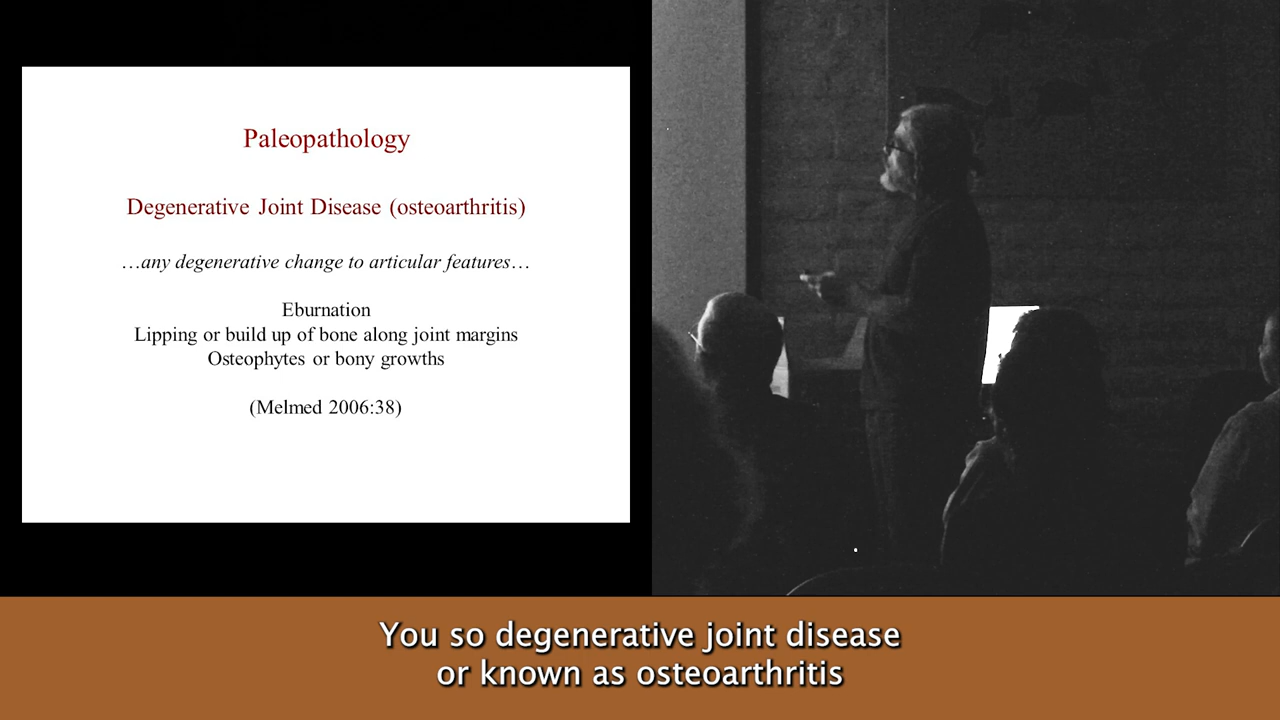 Paleopathology
Degenerative Joint Disease (osteoarthritis)
…any degenerative change to articular features…
Eburnation
Lipping or build up of bone along joint margins
Osteophytes or bony growths
(Melmed 2006:38)
You so degenerative joint disease
or known as osteoarthritis